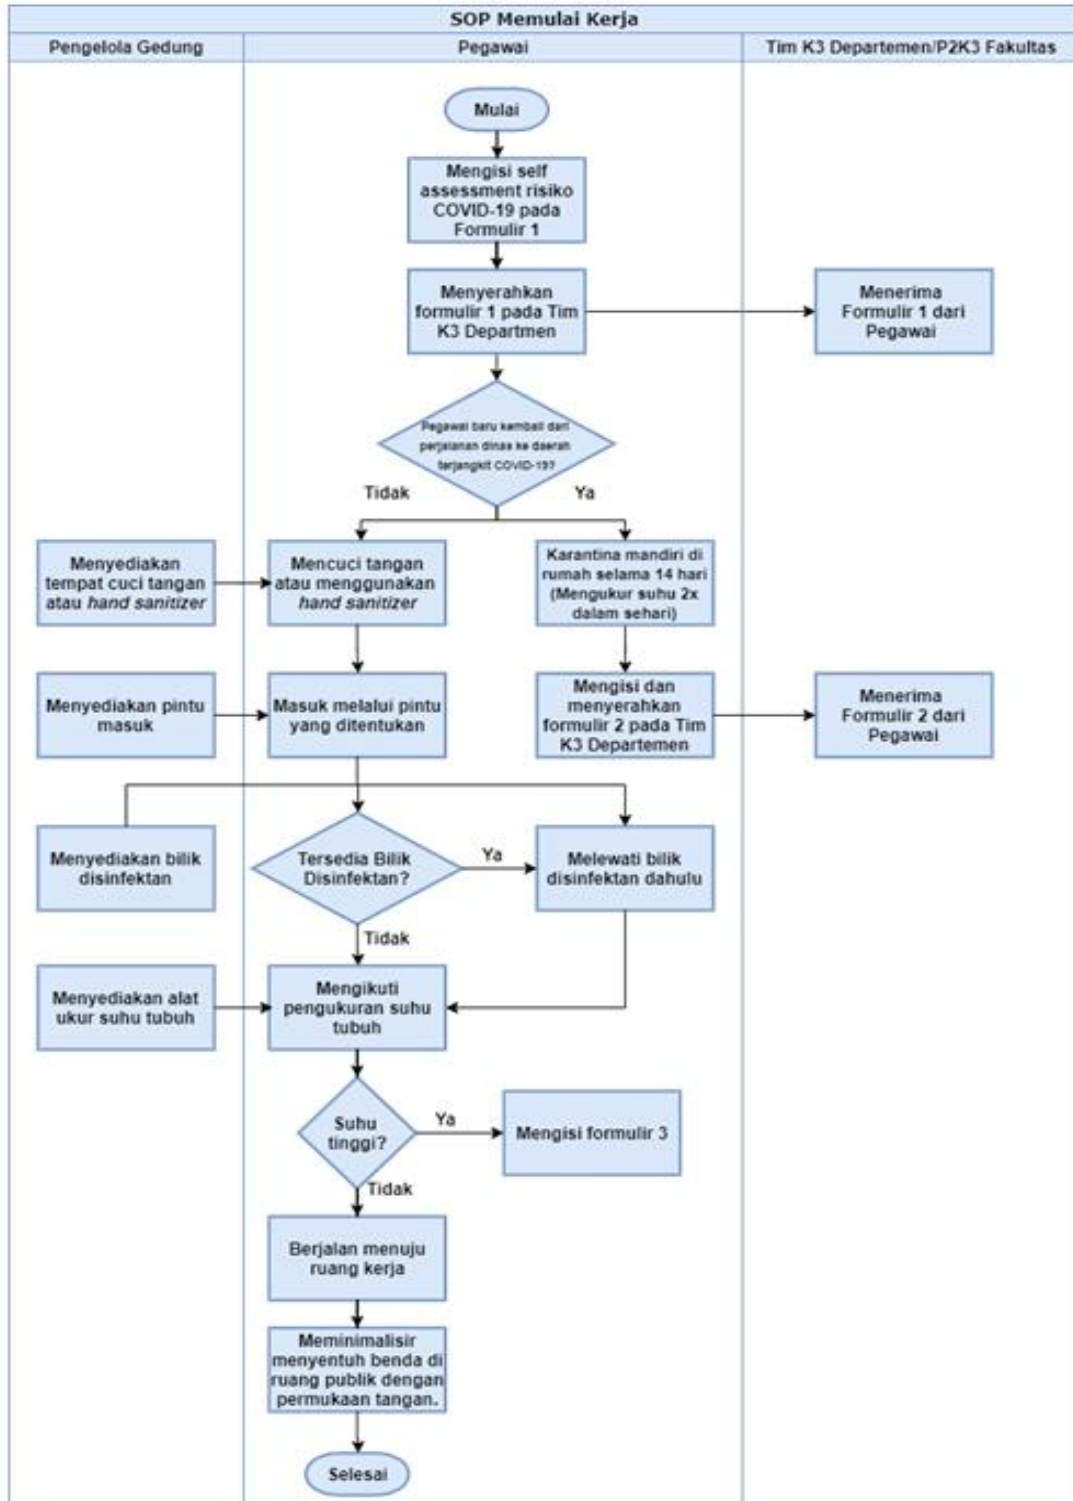 SOP Memulai Kerja
Pengelola Gedung
Pegawai
Tim K3 Departemen/P2K3 Fakultas
Mulai
Mengisi self
assessment risiko
COVID-19 pada
Formulir 1
Menyerahkan
formulir 1 pada Tim
K3 Departmen
Menerima
Formulir 1 dari
Pegawai
Pegawai baru kembali dari
perjalanan dinas ke daerah
terjangkit COVID-19?
Tidak
Ya
Menyediakan
tempat cuci tangan
atau hand sanitizer
Mencuci tangan
atau menggunakan
hand sanitizer
Karantina mandiri di
rumah selama 14 hari
(Mengukur suhu 2x
dalam sehari)
Menyediakan pintu
masuk
Masuk melalui pintu
yang ditentukan
Mengisi dan
menyerahkan
formulir 2 pada Tim
K3 Departemen
Menerima
Formulir 2 dari
Pegawai
Menyediakan bilik
disinfektan
Tersedia Bilik
Disinfektan?
Ya
Melewati bilik
disinfektan dahulu
Tidak
Menyediakan alat
ukur suhu tubuh
Mengikuti
pengukuran suhu
tubuh
Suhu
tinggi?
Ya
Mengisi formulir 3
Tidak
Berjalan menuju
ruang kerja
Meminimalisir
menyentuh benda di
ruang publik dengan
permukaan tangan.
Selesai